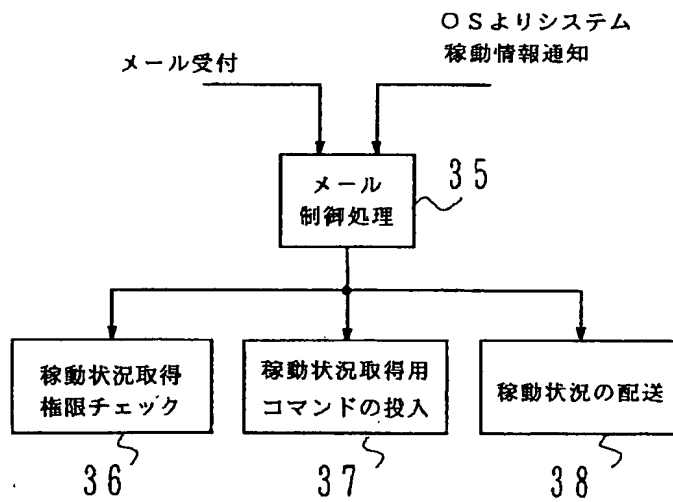 OSよりシステム
稼動情報通知
メール受付
メール
制御処理
35
稼動状況取得
権限チェック
36
稼動状況取得用
コマンドの投入
37
稼動状況の配送
38